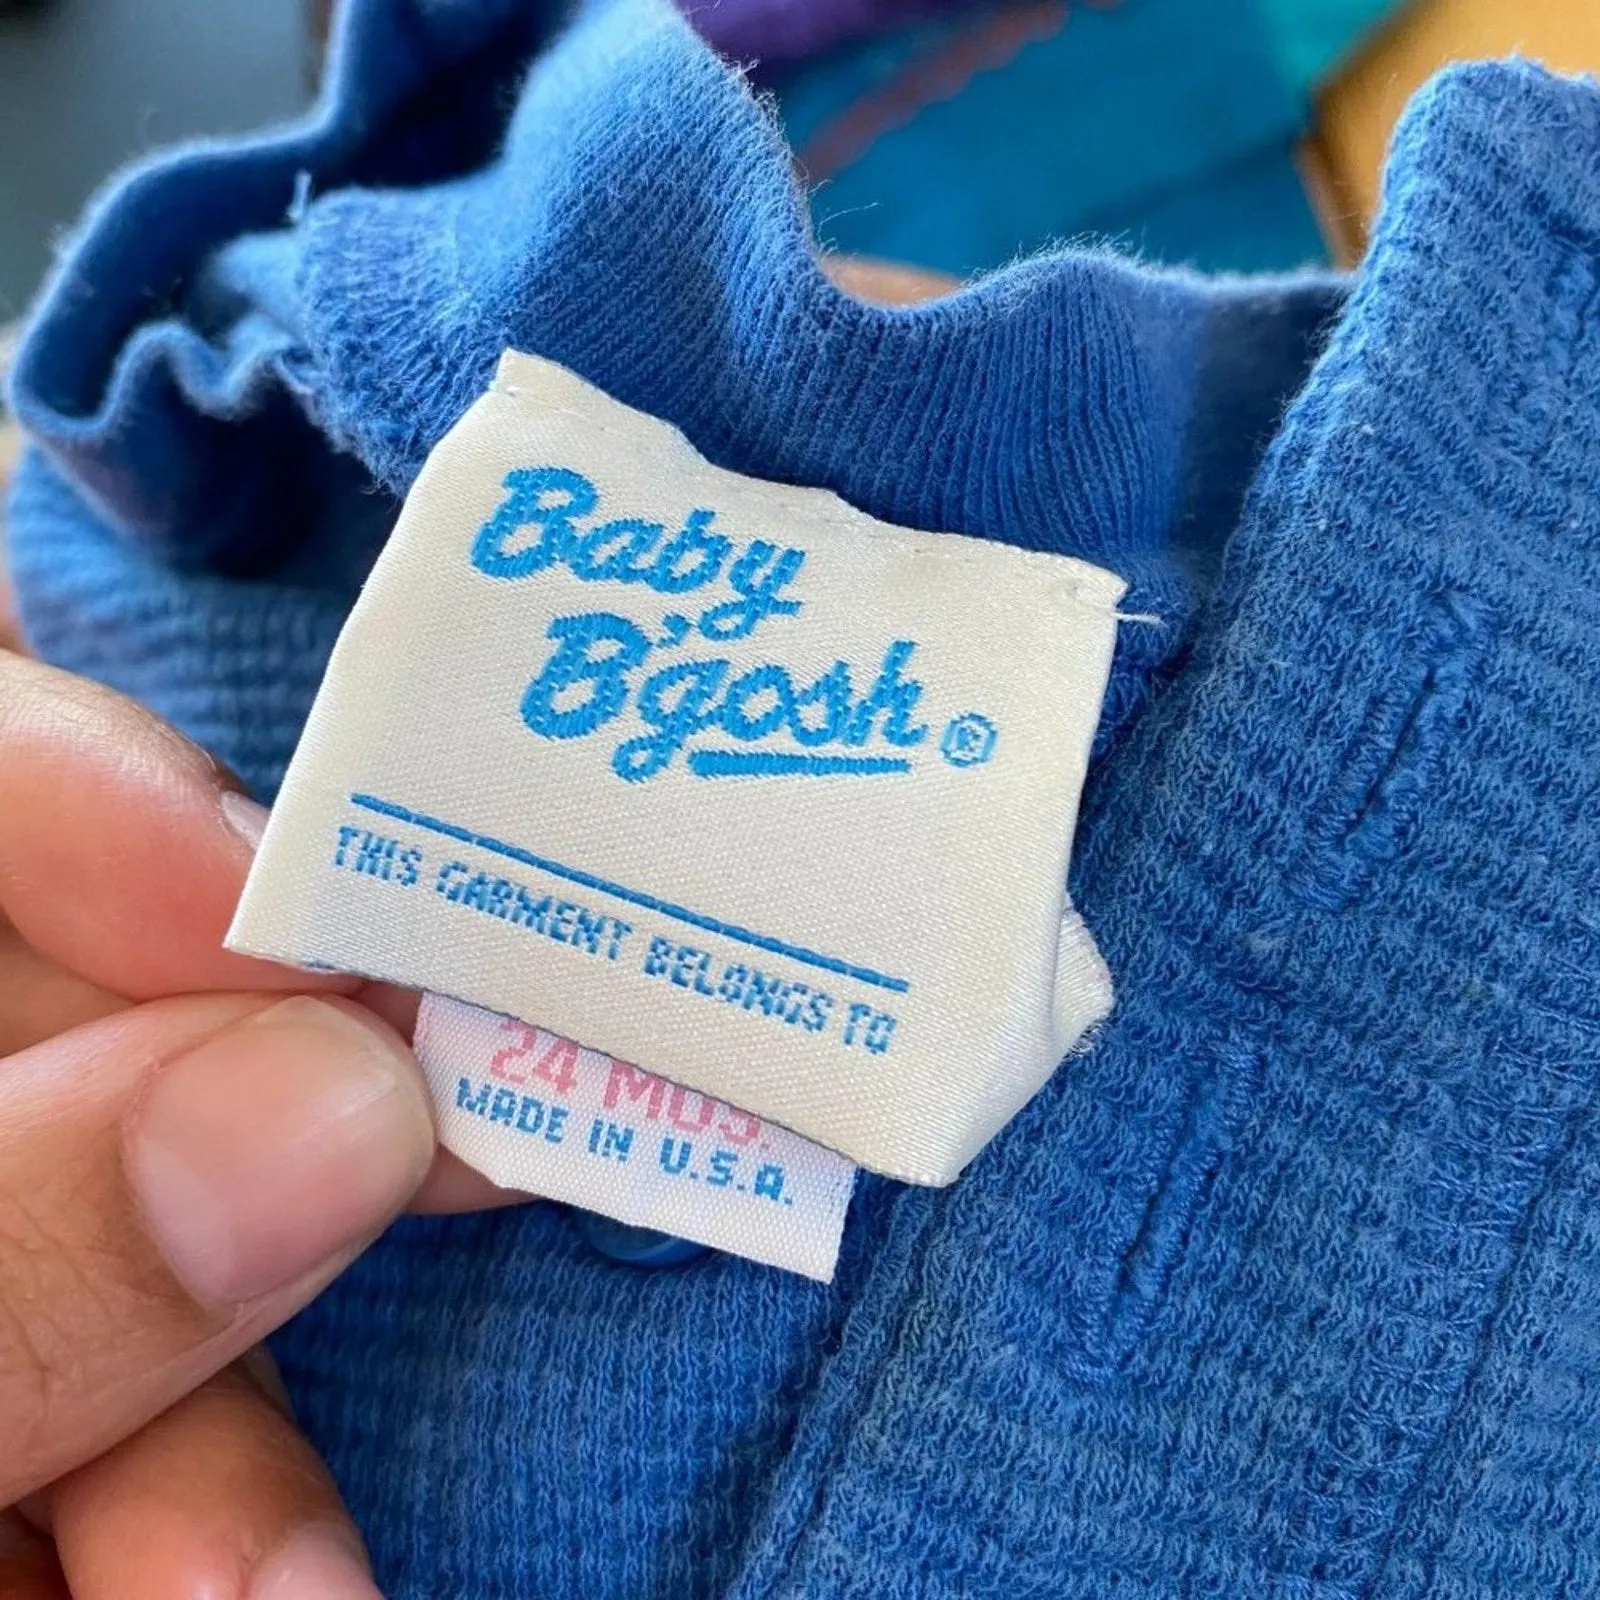 Baby
B'gosh®
THIS GARMENT BELONGS TO
24 MOS.
MADE IN U.S.A.